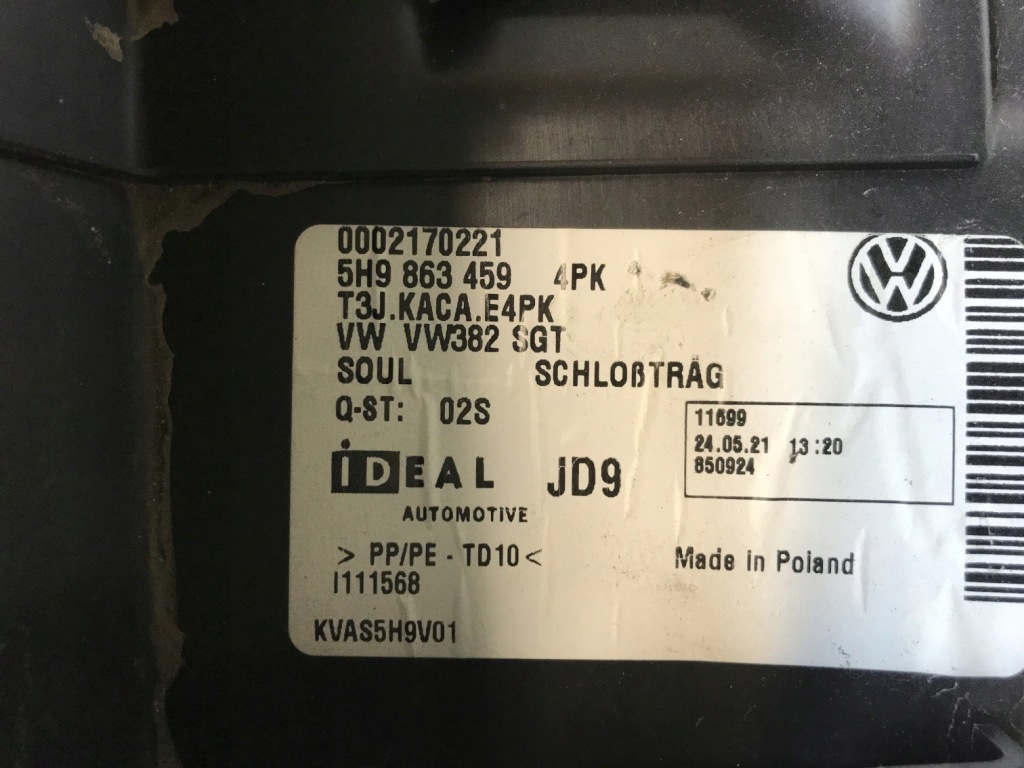 0002170221
5H9 863 459 4PK
T3J.KACA.E4PK
VW VW382 SGT
SOUL SCHLOßTRÄG
Q-ST: 02S
11699
24.05.21 13:20
850924
iDEAL JD9
AUTOMOTIVE
> PP/PE - TD10 <
Made in Poland
I111568
KVAS5H9V01